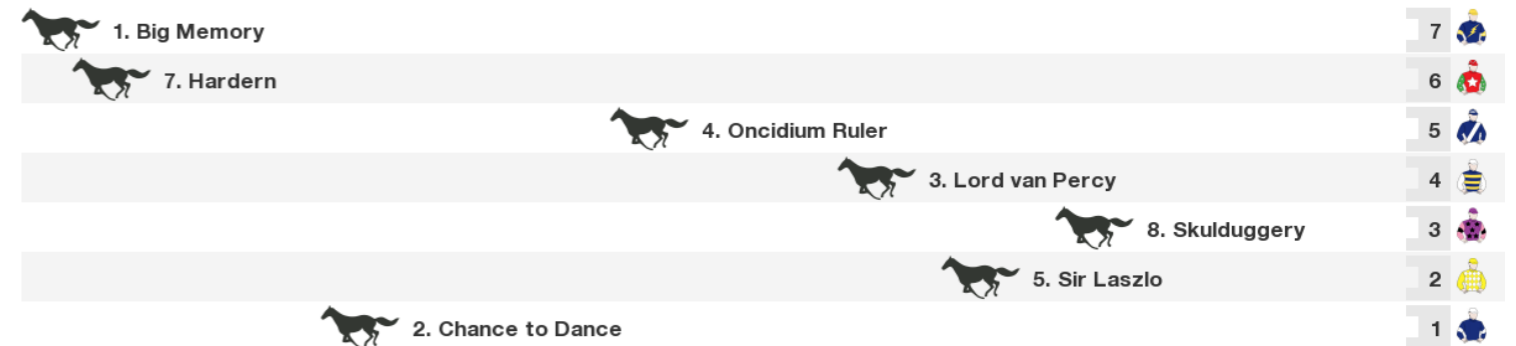 1. Big Memory 7
7. Hardern 6
4. Oncidium Ruler 5
3. Lord van Percy 4
8. Skulduggery 3
5. Sir Laszlo 2
2. Chance to Dance 1